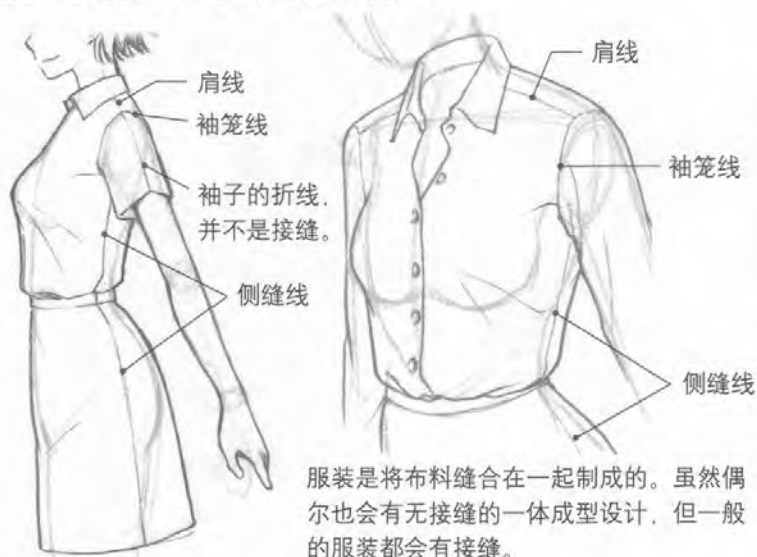 肩线
袖笼线
袖子的折线，
并不是接缝。
侧缝线
肩线
袖笼线
侧缝线
服装是将布料缝合在一起制成的。虽然偶
尔也会有无接缝的一体成型设计，但一般
的服装都会有接缝。